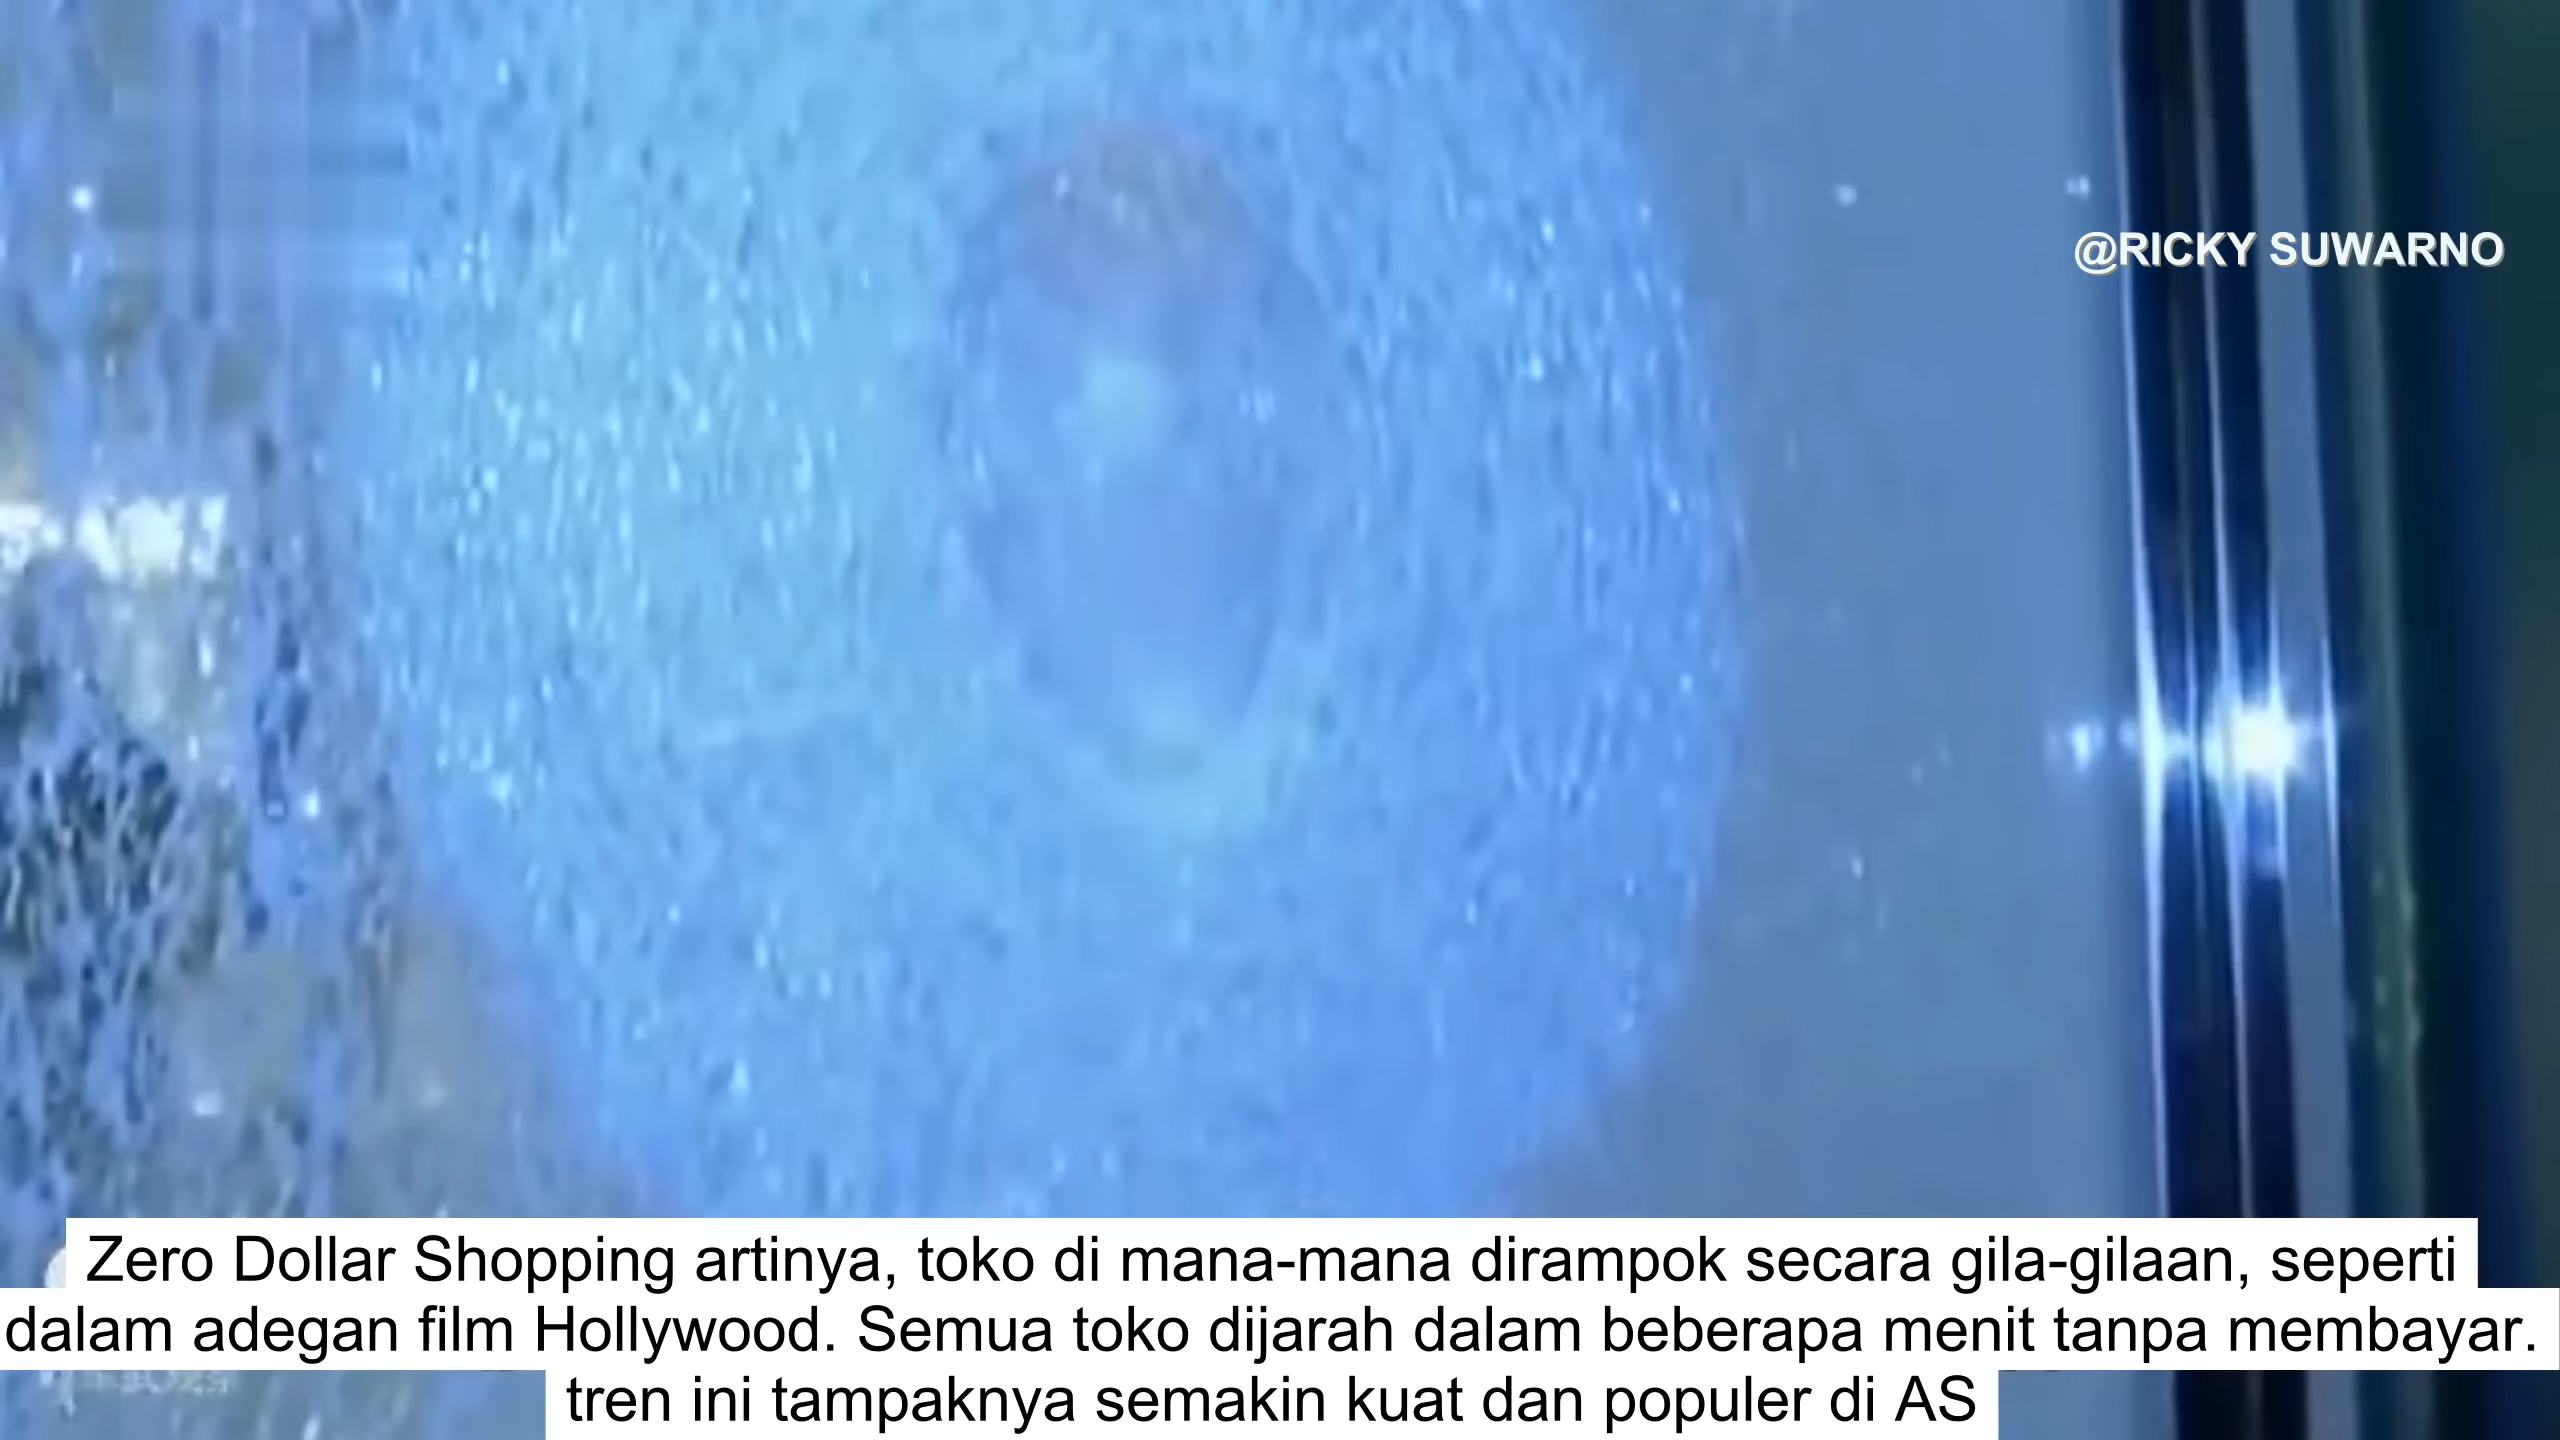 @RICKY SUWARNO
Zero Dollar Shopping artinya, toko di mana-mana dirampok secara gila-gilaan, seperti
dalam adegan film Hollywood. Semua toko dijarah dalam beberapa menit tanpa membayar.
tren ini tampaknya semakin kuat dan populer di AS